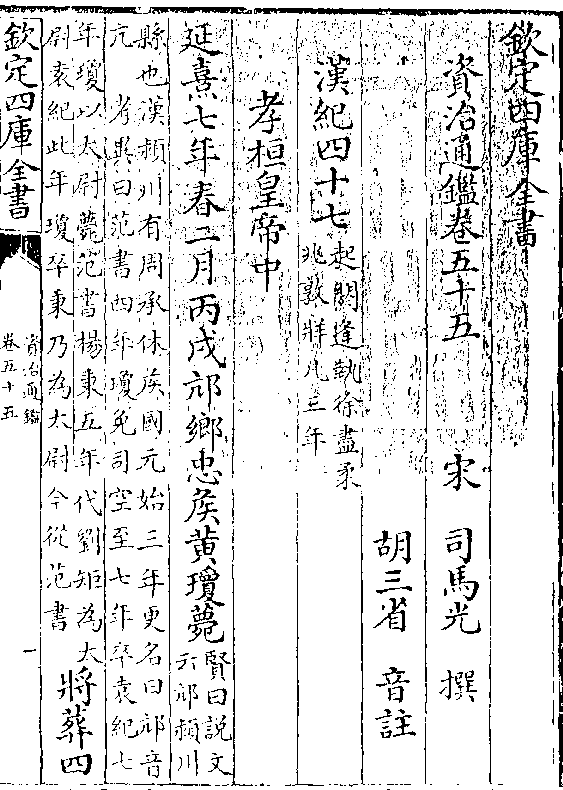 欽定四庫全書
資治通鑑卷五十五
宋 司馬光 撰
胡三省 音註
漢紀四十七
起閼逢執徐盡柔
兆敦牂凡三年
孝桓皇帝中
延熹七年春二月丙戌邟鄉忠侯黃瓊薨
賢曰説文
云邟潁川
縣也漢潁川有周承休侯國元始三年更名曰邟音
亢 考異曰范書四年瓊免司空至七年卒袁紀七
年瓊以太尉薨范書楊秉五年代劉矩為太
尉袁紀此年瓊卒秉乃為太尉今從范書
將葬四
欽定四庫全書
資治通鑑
卷五十五
一